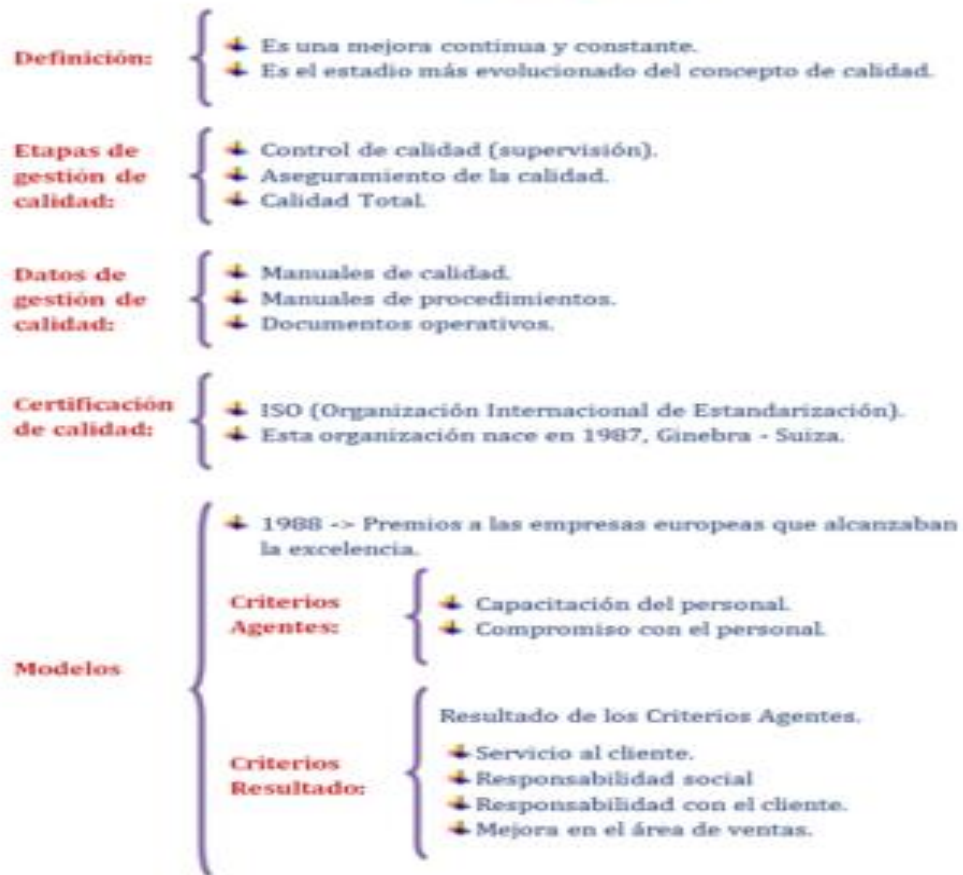 Definición:
Es una mejora continua y constante.
Es el estadio más evolucionado del concepto de calidad.
Etapas de
gestión de
calidad:
Control de calidad (supervisión).
Aseguramiento de la calidad.
Calidad Total.
Datos de
gestión de
calidad:
Manuales de calidad.
Manuales de procedimientos.
Documentos operativos.
Certificación
de calidad:
ISO (Organización Internacional de Estandarización).
Esta organización nace en 1987, Ginebra - Suiza.
Modelos
1988 -> Premios a las empresas europeas que alcanzaban
la excelencia.
Criterios
Agentes:
Capacitación del personal.
Compromiso con el personal.
Criterios
Resultado:
Resultado de los Criterios Agentes.
Servicio al cliente.
Responsabilidad social
Responsabilidad con el cliente.
Mejora en el área de ventas.